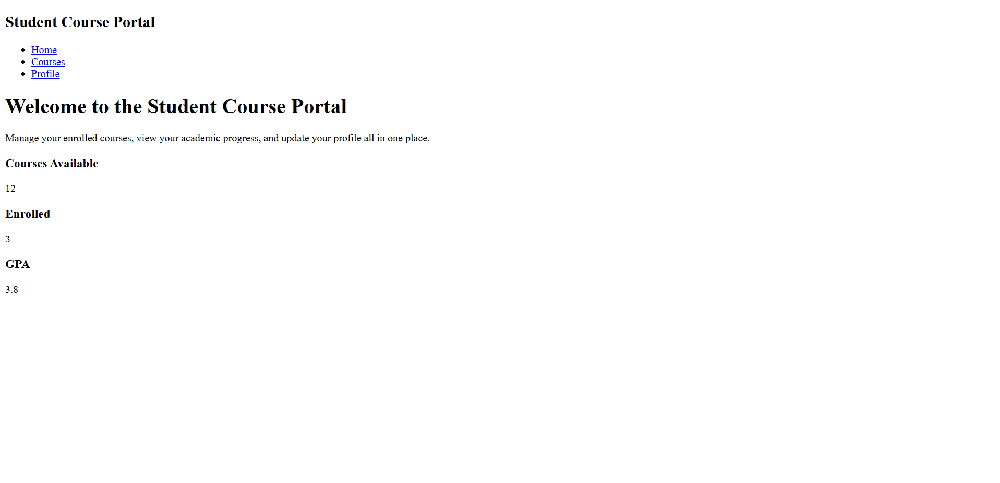 Student Course Portal
Home
Courses
Profile
Welcome to the Student Course Portal
Manage your enrolled courses, view your academic progress, and update your profile all in one place.
Courses Available
12
Enrolled
3
GPA
3.8